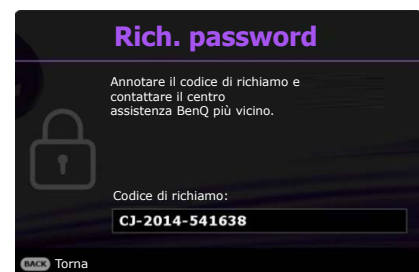 Rich. password
Annotare il codice di richiamo e
contattare il centro
assistenza BenQ più vicino.
Codice di richiamo:
CJ-2014-541638
BACK Torna